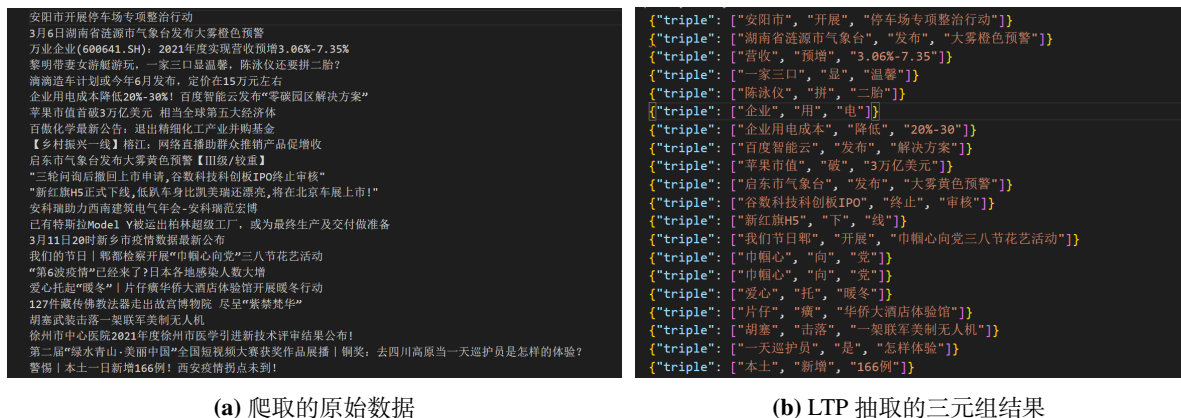 安阳市开展停车场专项整治行动
3月6日湖南省涟源市气象台发布大雾橙色预警
万业企业(600641.SH): 2021年度实现营收预增3.06%-7.35%
黎明带妻女游艇游玩, 一家三口显温馨, 陈泳仪还要拼二胎?
滴滴造车计划或今年6月发布, 定价在15万元左右
企业用电成本降低20%-30%! 百度智能云发布“零碳园区解决方案”
苹果市值首破3万亿美元 相当全球第五大经济体
百傲化学最新公告: 退出精细化工产业并购基金
【乡村振兴一线】榕江: 网络直播助群众推销产品促增收
启东市气象台发布大雾黄色预警【III级/较重】
"三轮问询后撤回上市申请,谷数科技科创板IPO终止审核"
"新红旗H5正式下线,低趴车身比凯美瑞还漂亮,将在北京车展上市!"
安科瑞助力西南建筑电气年会-安科瑞范宏博
已有特斯拉Model Y被运出柏林超级工厂, 或为最终生产及交付做准备
3月11日20时新乡市疫情数据最新公布
我们的节日 | 郫都检察开展“巾帼心向党”三八节花艺活动
“第6波疫情”已经来了?日本各地感染人数大增
爱心托起“暖冬” | 片仔癀华侨大酒店体验馆开展暖冬行动
127件藏传佛教法器走出故宫博物院 尽呈“紫禁梵华”
胡塞武装击落一架联军美制无人机
徐州市中心医院2021年度徐州市医学引进新技术评审结果公布!
第二届“绿水青山·美丽中国”全国短视频大赛获奖作品展播 | 铜奖: 去四川高原当一天巡护员是怎样的体验?
警惕 | 本土一日新增166例! 西安疫情拐点未到!
(a) 爬取的原始数据
{"triple": ["安阳市", "开展", "停车场专项整治行动"]}
{"triple": ["湖南省涟源市气象台", "发布", "大雾橙色预警"]}
{"triple": ["营收", "预增", "3.06%-7.35"]}
{"triple": ["一家三口", "显", "温馨"]}
{"triple": ["陈泳仪", "拼", "二胎"]}
{"triple": ["企业", "用", "电"]}
{"triple": ["企业用电成本", "降低", "20%-30"]}
{"triple": ["百度智能云", "发布", "解决方案"]}
{"triple": ["苹果市值", "破", "3万亿美元"]}
{"triple": ["启东市气象台", "发布", "大雾黄色预警"]}
{"triple": ["谷数科技科创板IPO", "终止", "审核"]}
{"triple": ["新红旗H5", "下", "线"]}
{"triple": ["我们节日郫", "开展", "巾帼心向党三八节花艺活动"]}
{"triple": ["巾帼心", "向", "党"]}
{"triple": ["巾帼心", "向", "党"]}
{"triple": ["爱心", "托", "暖冬"]}
{"triple": ["片仔", "癀", "华侨大酒店体验馆"]}
{"triple": ["胡塞", "击落", "一架联军美制无人机"]}
{"triple": ["一天巡护员", "是", "怎样体验"]}
{"triple": ["本土", "新增", "166例"]}
(b) LTP 抽取的三元组结果